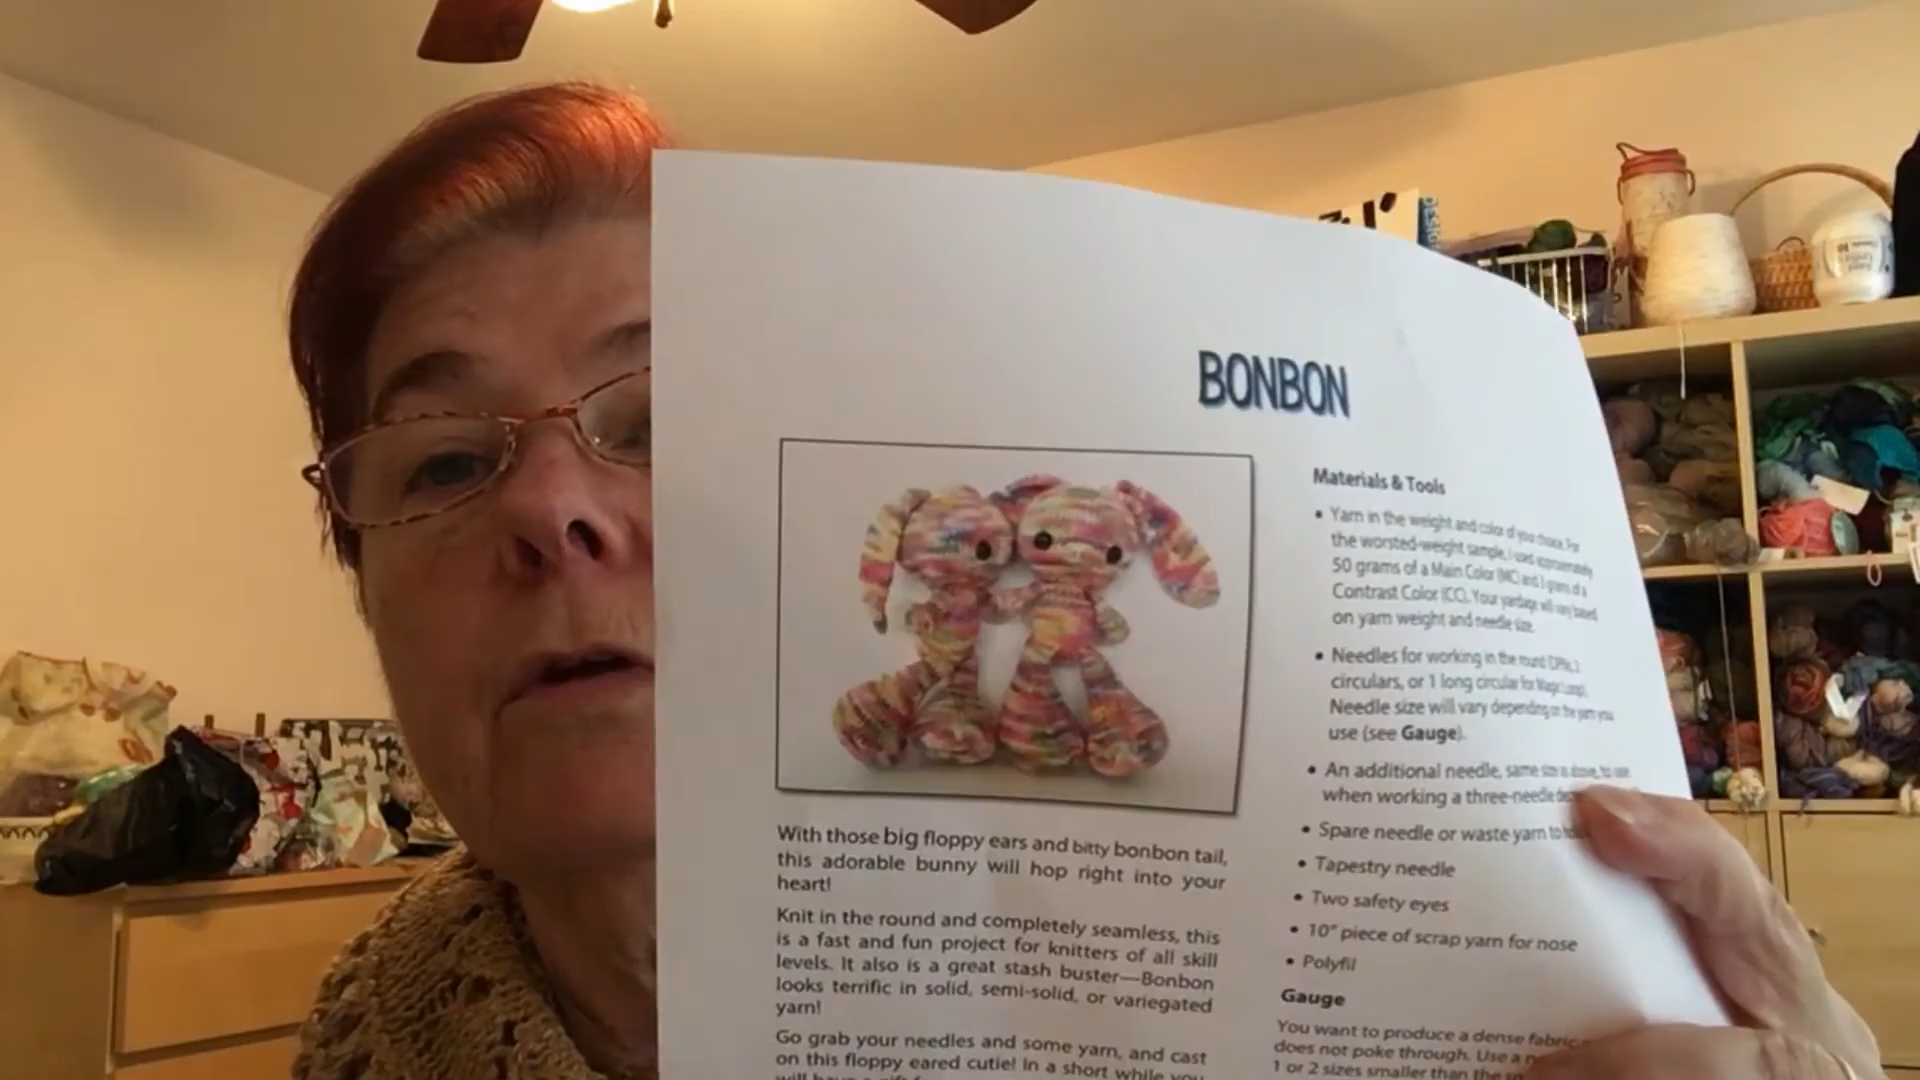 BONBON
With those big floppy ears and bitty bonbon tail,
this adorable bunny will hop right into your
heart!
Knit in the round and completely seamless, this
is a fast and fun project for knitters of all skill
levels. It also is a great stash buster—Bonbon
looks terrific in solid, semi-solid, or variegated
yarn!
Go grab your needles and some yarn, and cast
on this floppy eared cutie! In a short while you
Materials & Tools
• Yarn in the weight and color of you choice. For
the worsted-weight sample, I used approximately
50 grams of a Main Color (MC) and 3 grams of a
Contrast Color (CC). Your yardage will vary based
on yarn weight and needle size.
• Needles for working in the round (DPNs, 2
circulars, or 1 long circular for Magic Loop).
Needle size will vary depending on the yarn you
use (see Gauge).
• An additional needle, same size as above, to use
when working a three-needle
• Spare needle or waste yarn to
• Tapestry needle
• Two safety eyes
• 10" piece of scrap yarn for nose
• Polyfil
Gauge
You want to produce a dense fabric
does not poke through. Use a
1 or 2 sizes smaller than the